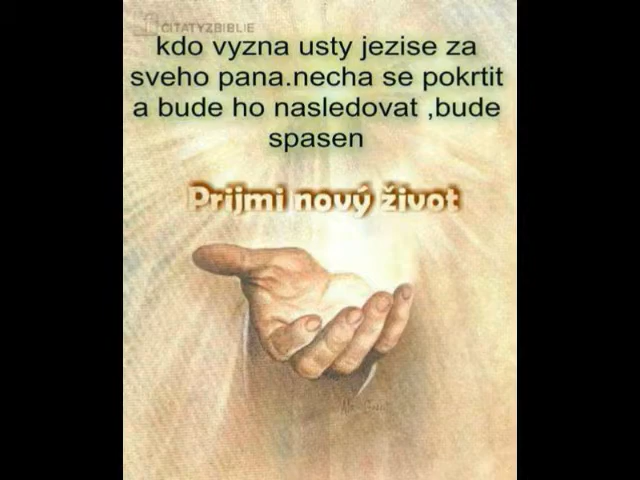 CITATYZBIBLIE
kdo vyzna usty jezise za
sveho pana.necha se pokrtit
a bude ho nasledovat ,bude
spasen
Prijmi nový život